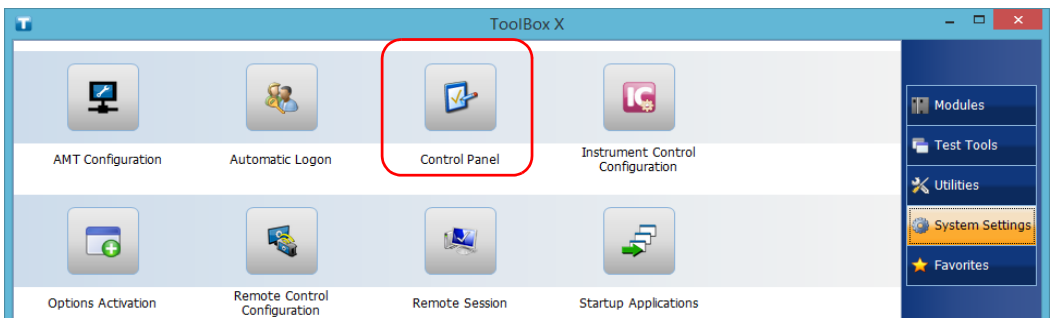 ToolBox X
AMT Configuration
Automatic Logon
Control Panel
Instrument Control
Configuration
Options Activation
Remote Control
Configuration
Remote Session
Startup Applications
Modules
Test Tools
Utilities
System Settings
Favorites